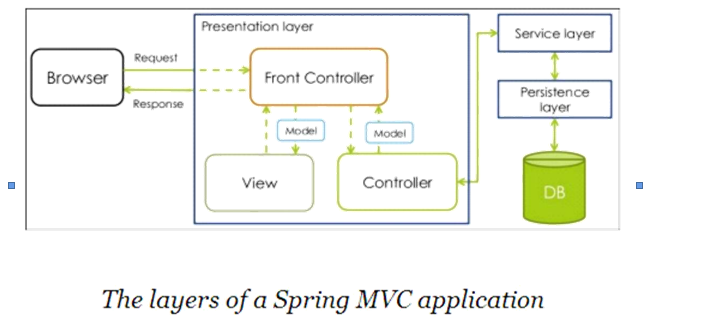 Presentation layer
Service layer
Request
Browser
Front Controller
Response
Persistence
layer
Model
Model
View
Controller
DB
The layers of a Spring MVC application